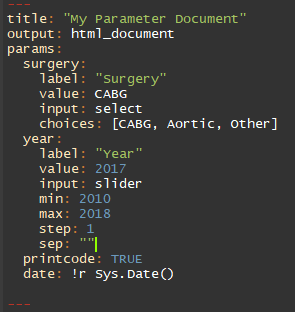 ---
title: "My Parameter Document"
output: html_document
params:
  surgery:
    label: "Surgery"
    value: CABG
    input: select
    choices: [CABG, Aortic, Other]
  year:
    label: "Year"
    value: 2017
    input: slider
    min: 2010
    max: 2018
    step: 1
    sep: ""
  printcode: TRUE
  date: !r Sys.Date()
---